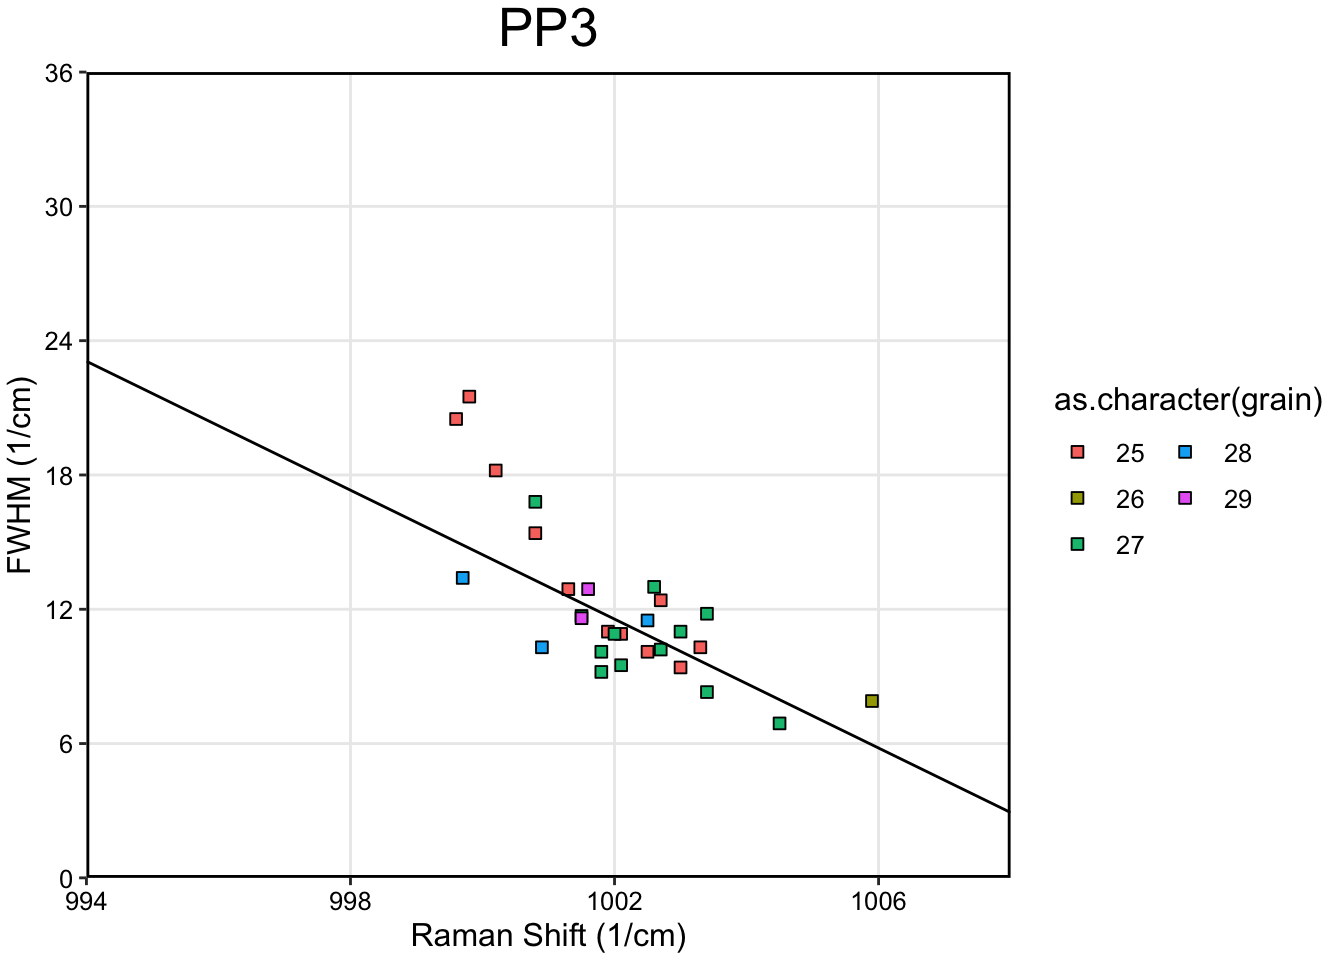 PP3
36
30
24
18
12
6
0
FWHM (1/cm)
994 998 1002 1006
Raman Shift (1/cm)
as.character(grain)
25 28
26 29
27